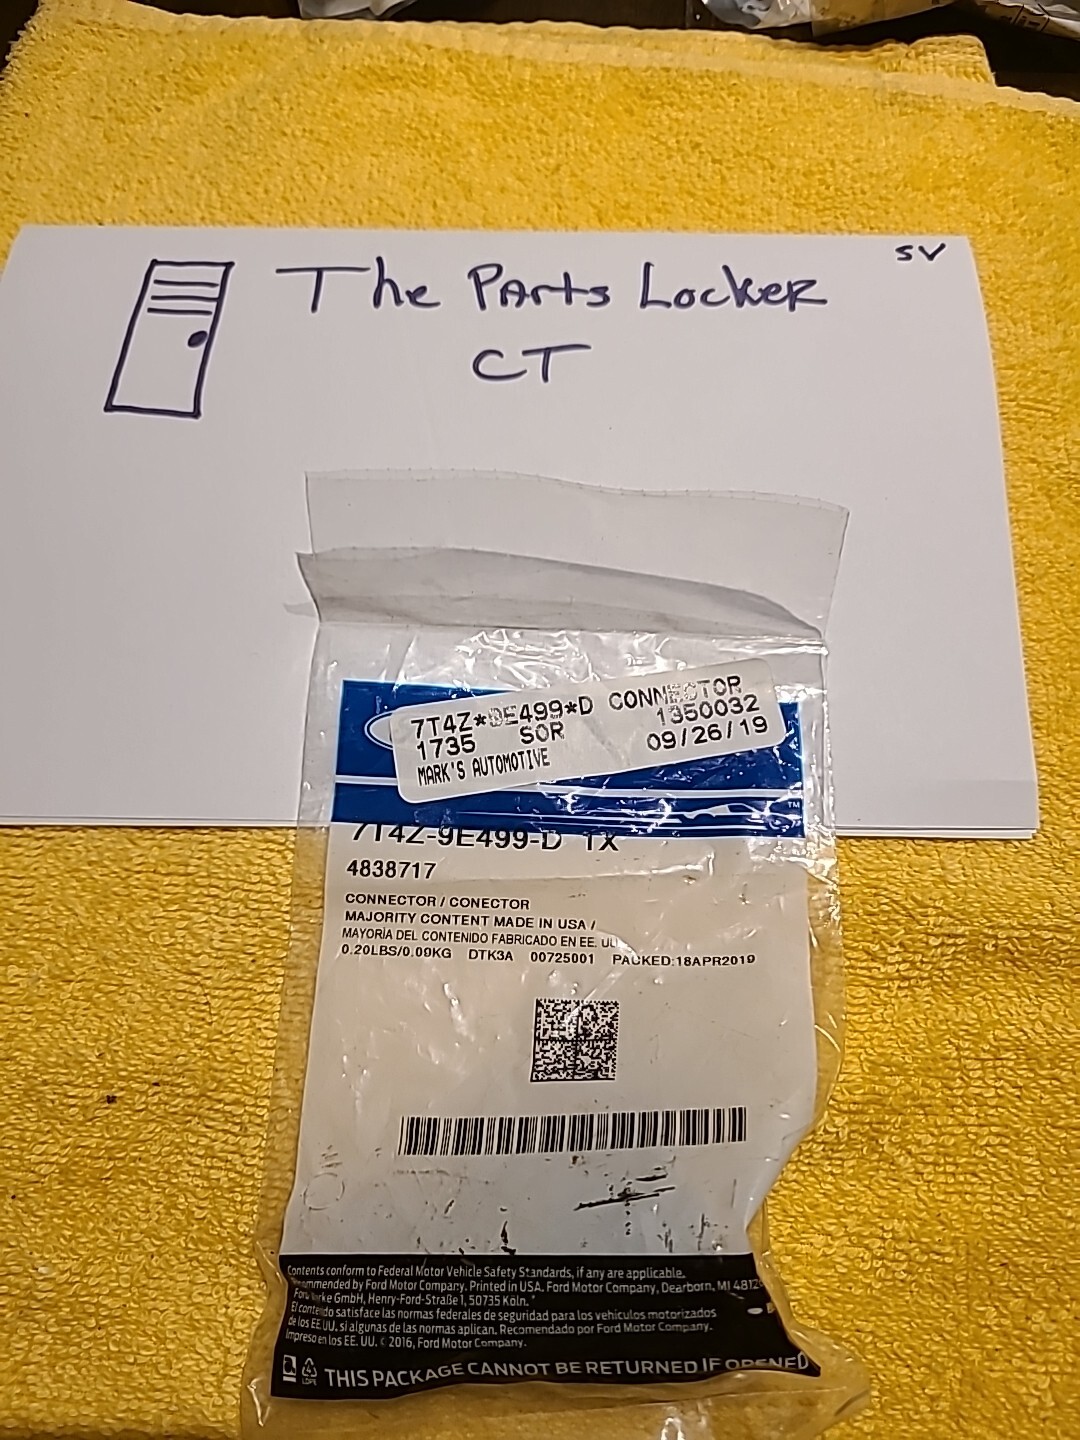 SV
The Parts Locker
CT
7T4Z*9E499*D CONNECTOR
1735 SOR 1350032
09/26/19
MARK'S AUTOMOTIVE
TM
7T4Z-9E499-D 1X
4838717
CONNECTOR / CONECTOR
MAJORITY CONTENT MADE IN USA /
MAYORÍA DEL CONTENIDO FABRICADO EN EE. UU
0.20LBS/0.09KG DTK3A 00725001 PACKED:18APR2019
Contents conform to Federal Motor Vehicle Safety Standards, if any are applicable.
Recommended by Ford Motor Company. Printed in USA. Ford Motor Company, Dearborn, MI 4812
GmbH, Henry-Ford-Straße 1, 50735 Köln.
El contenido satisface las normas federales de seguridad para los vehículos motorizados
de los EE.UU. si algunas de las normas aplican. Recomendado por Ford Motor Company.
Impreso en los EE. UU. © 2016, Ford Motor Company.
LDPE
THIS PACKAGE CANNOT BE RETURNED IF OPENED